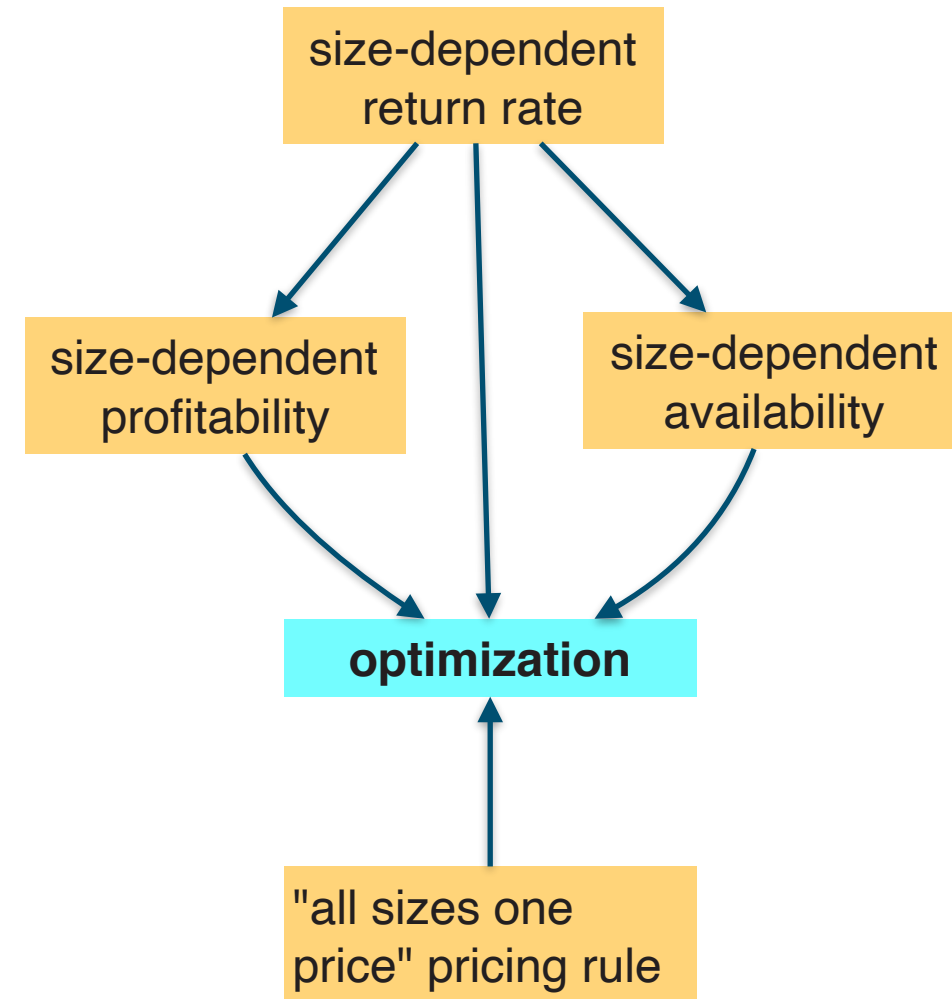 size-dependent
return rate
size-dependent
profitability
size-dependent
availability
optimization
"all sizes one
price" pricing rule